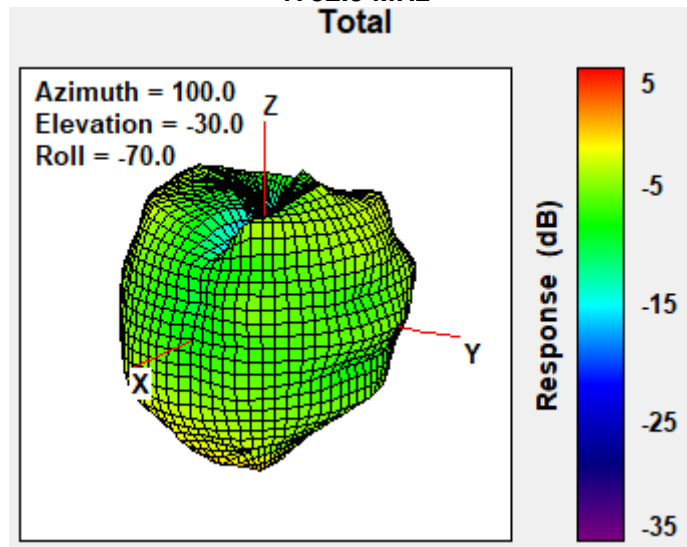 Total
Azimuth = 100.0
Elevation = -30.0
Roll = -70.0
Z
X
Y
5
-5
-15
-25
-35
Response (dB)